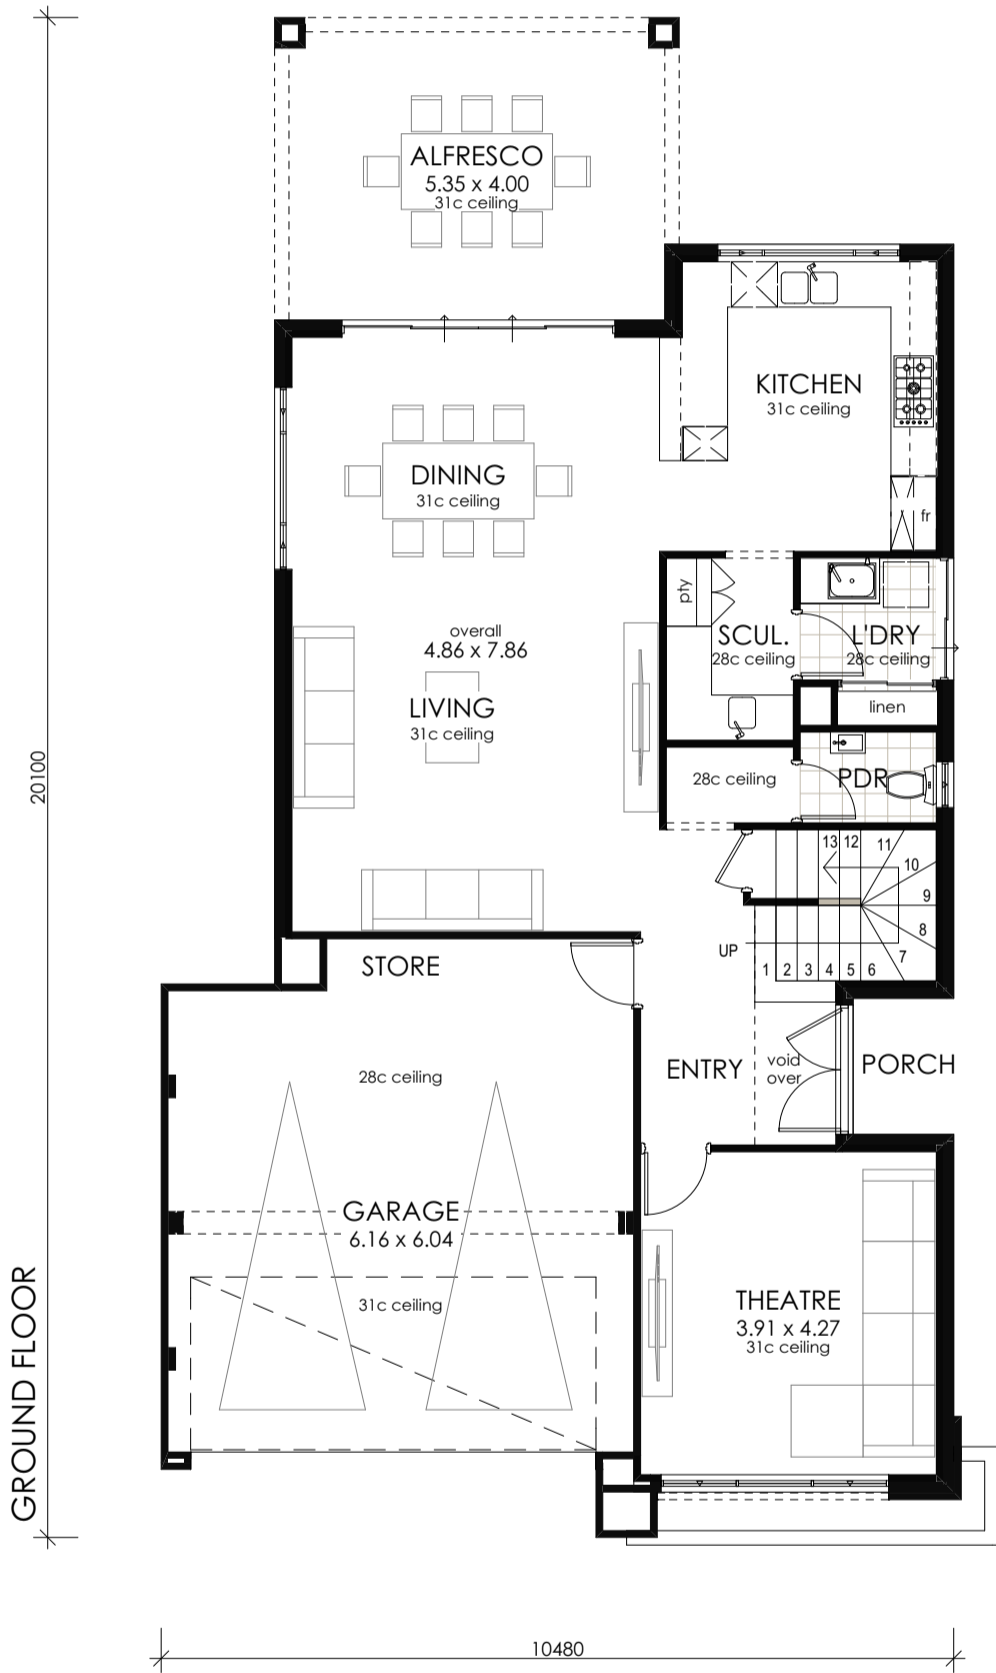 ALFRESCO
5.35 x 4.00
31c ceiling
KITCHEN
31c ceiling
fr
DINING
31c ceiling
overall
4.86 x 7.86
LIVING
31c ceiling
pty
SCUL.
28c ceiling
L'DRY
28c ceiling
linen
28c ceiling
PDR
13 12 11
10
9
8
7
UP
1 2 3 4 5 6
STORE
28c ceiling
ENTRY
void
over
PORCH
GARAGE
6.16 x 6.04
31c ceiling
THEATRE
3.91 x 4.27
31c ceiling
20100
GROUND FLOOR
10480